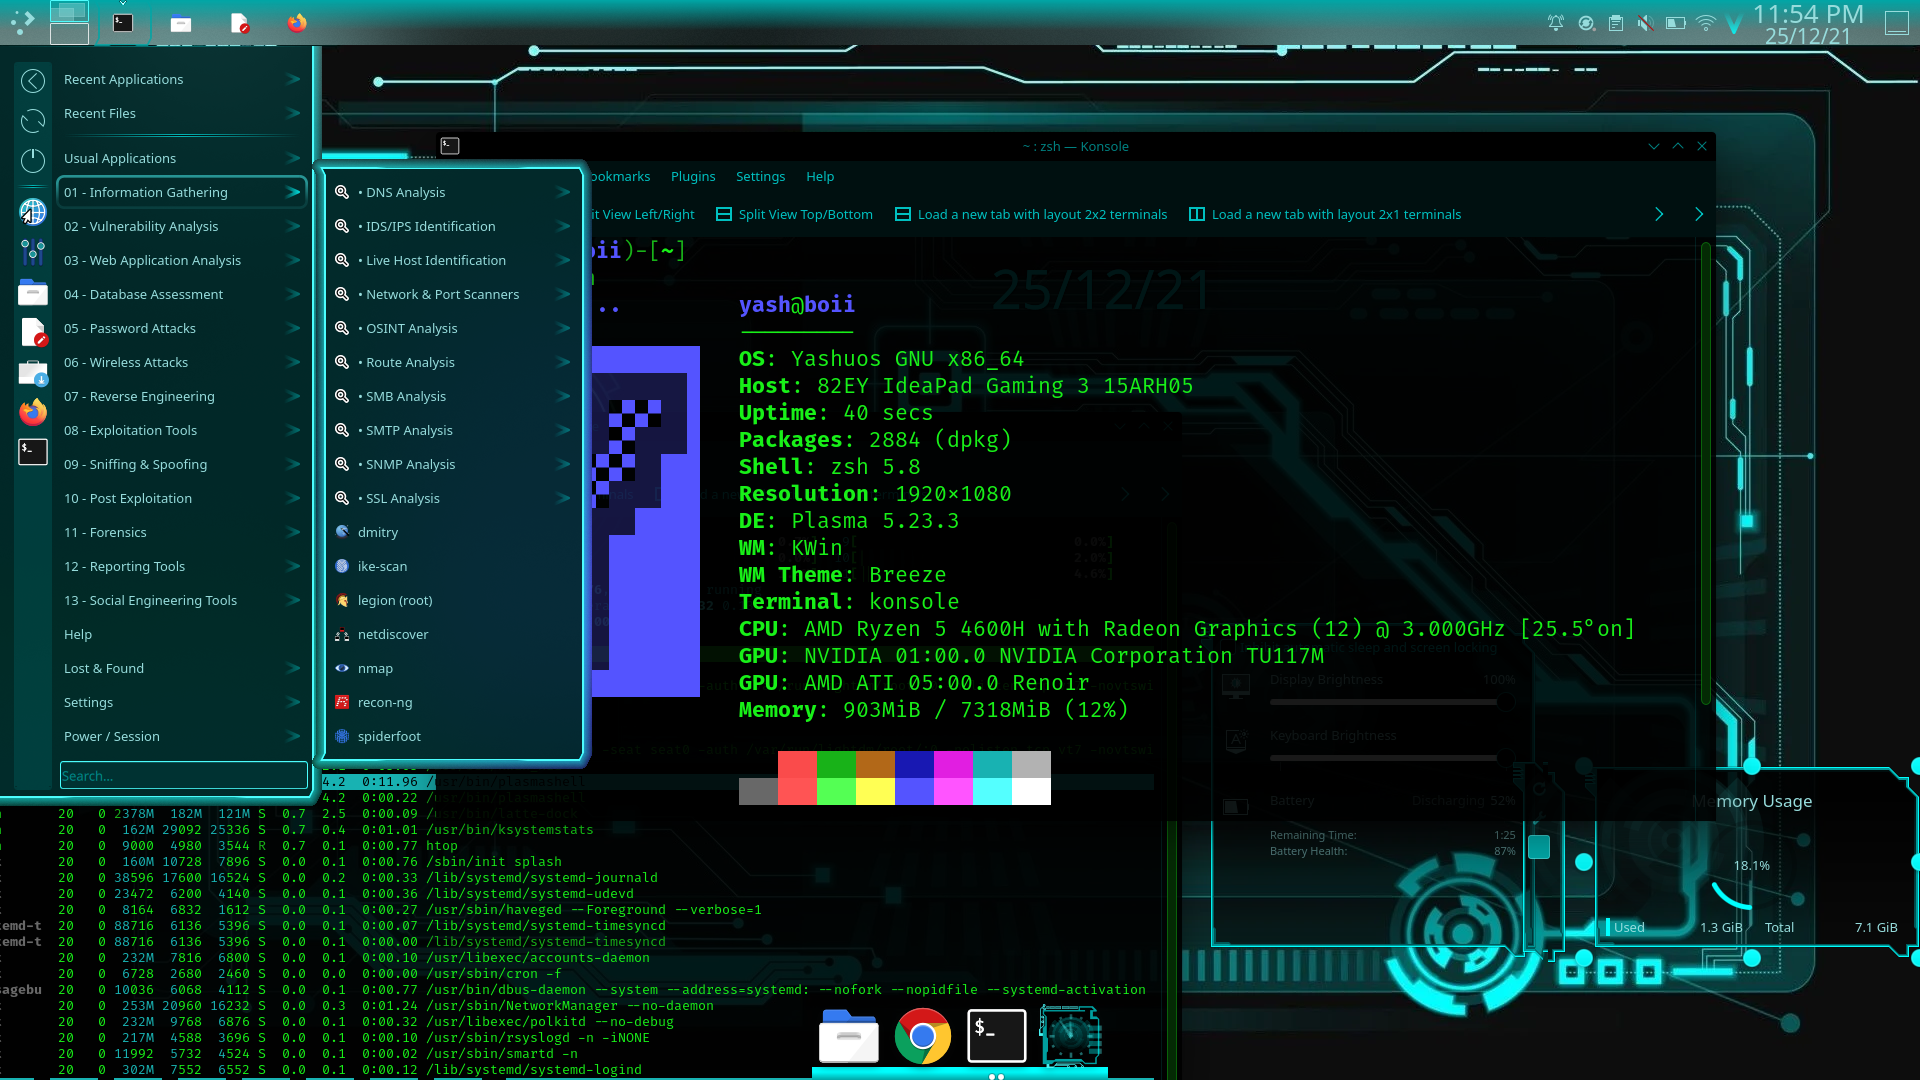 11:54 PM
25/12/21
Recent Applications
Recent Files
Usual Applications
01 - Information Gathering
02 - Vulnerability Analysis
03 - Web Application Analysis
04 - Database Assessment
05 - Password Attacks
06 - Wireless Attacks
07 - Reverse Engineering
08 - Exploitation Tools
09 - Sniffing & Spoofing
10 - Post Exploitation
11 - Forensics
12 - Reporting Tools
13 - Social Engineering Tools
Help
Lost & Found
Settings
Power / Session
Search...
• DNS Analysis
• IDS/IPS Identification
• Live Host Identification
• Network & Port Scanners
• OSINT Analysis
• Route Analysis
• SMB Analysis
• SMTP Analysis
• SNMP Analysis
• SSL Analysis
dmitry
ike-scan
legion (root)
netdiscover
nmap
recon-ng
spiderfoot
~ : zsh — Konsole
ookmarks Plugins Settings Help
it View Left/Right Split View Top/Bottom Load a new tab with layout 2x2 terminals Load a new tab with layout 2x1 terminals
oii)-[~]
..
25/12/21
yash@boii
OS: Yashuos GNU x86_64
Host: 82EY IdeaPad Gaming 3 15ARH05
Uptime: 40 secs
Packages: 2884 (dpkg)
Shell: zsh 5.8
Resolution: 1920×1080
DE: Plasma 5.23.3
WM: KWin
WM Theme: Breeze
Terminal: konsole
CPU: AMD Ryzen 5 4600H with Radeon Graphics (12) @ 3.000GHz [25.5°on]
GPU: NVIDIA 01:00.0 NVIDIA Corporation TU117M
GPU: AMD ATI 05:00.0 Renoir
Memory: 903MiB / 7318MiB (12%)
sleep and screen locking
Display Brightness 100%
Keyboard Brightness
Battery Discharging 52%
Remaining Time: 1:25
Battery Health: 87%
Memory Usage
18.1%
Used 1.3 GiB Total 7.1 GiB
4.2 0:11.96 /usr/bin/plasmashell
4.2 0:00.22 /usr/bin/plasmashell
20 0 2378M 182M 121M S 0.7 2.5 0:00.09 /usr/bin/latte-dock
20 0 162M 29092 25336 S 0.7 0.4 0:01.01 /usr/bin/ksystemstats
20 0 9000 4980 3544 R 0.7 0.1 0:00.77 htop
20 0 160M 10728 7896 S 0.0 0.1 0:00.76 /sbin/init splash
20 0 38596 17600 16524 S 0.0 0.2 0:00.33 /lib/systemd/systemd-journald
20 0 23472 6200 4140 S 0.0 0.1 0:00.36 /lib/systemd/systemd-udevd
20 0 8164 6832 1612 S 0.0 0.1 0:00.27 /usr/sbin/haveged --Foreground --verbose=1
emd-t 20 0 88716 6136 5396 S 0.0 0.1 0:00.07 /lib/systemd/systemd-timesyncd
emd-t 20 0 88716 6136 5396 S 0.0 0.1 0:00.00 /lib/systemd/systemd-timesyncd
20 0 232M 7816 6800 S 0.0 0.1 0:00.10 /usr/libexec/accounts-daemon
20 0 6728 2680 2460 S 0.0 0.0 0:00.00 /usr/sbin/cron -f
sagebu 20 0 10036 6068 4112 S 0.0 0.1 0:00.77 /usr/bin/dbus-daemon --system --address=systemd: --nofork --nopidfile --systemd-activation
20 0 253M 20960 16232 S 0.0 0.3 0:01.24 /usr/sbin/NetworkManager --no-daemon
20 0 232M 9768 6876 S 0.0 0.1 0:00.32 /usr/libexec/polkitd --no-debug
20 0 217M 4588 3696 S 0.0 0.1 0:00.10 /usr/sbin/rsyslogd -n -iNONE
20 0 11992 5732 4524 S 0.0 0.1 0:00.02 /usr/sbin/smartd -n
20 0 302M 7552 6552 S 0.0 0.1 0:00.12 /lib/systemd/systemd-logind